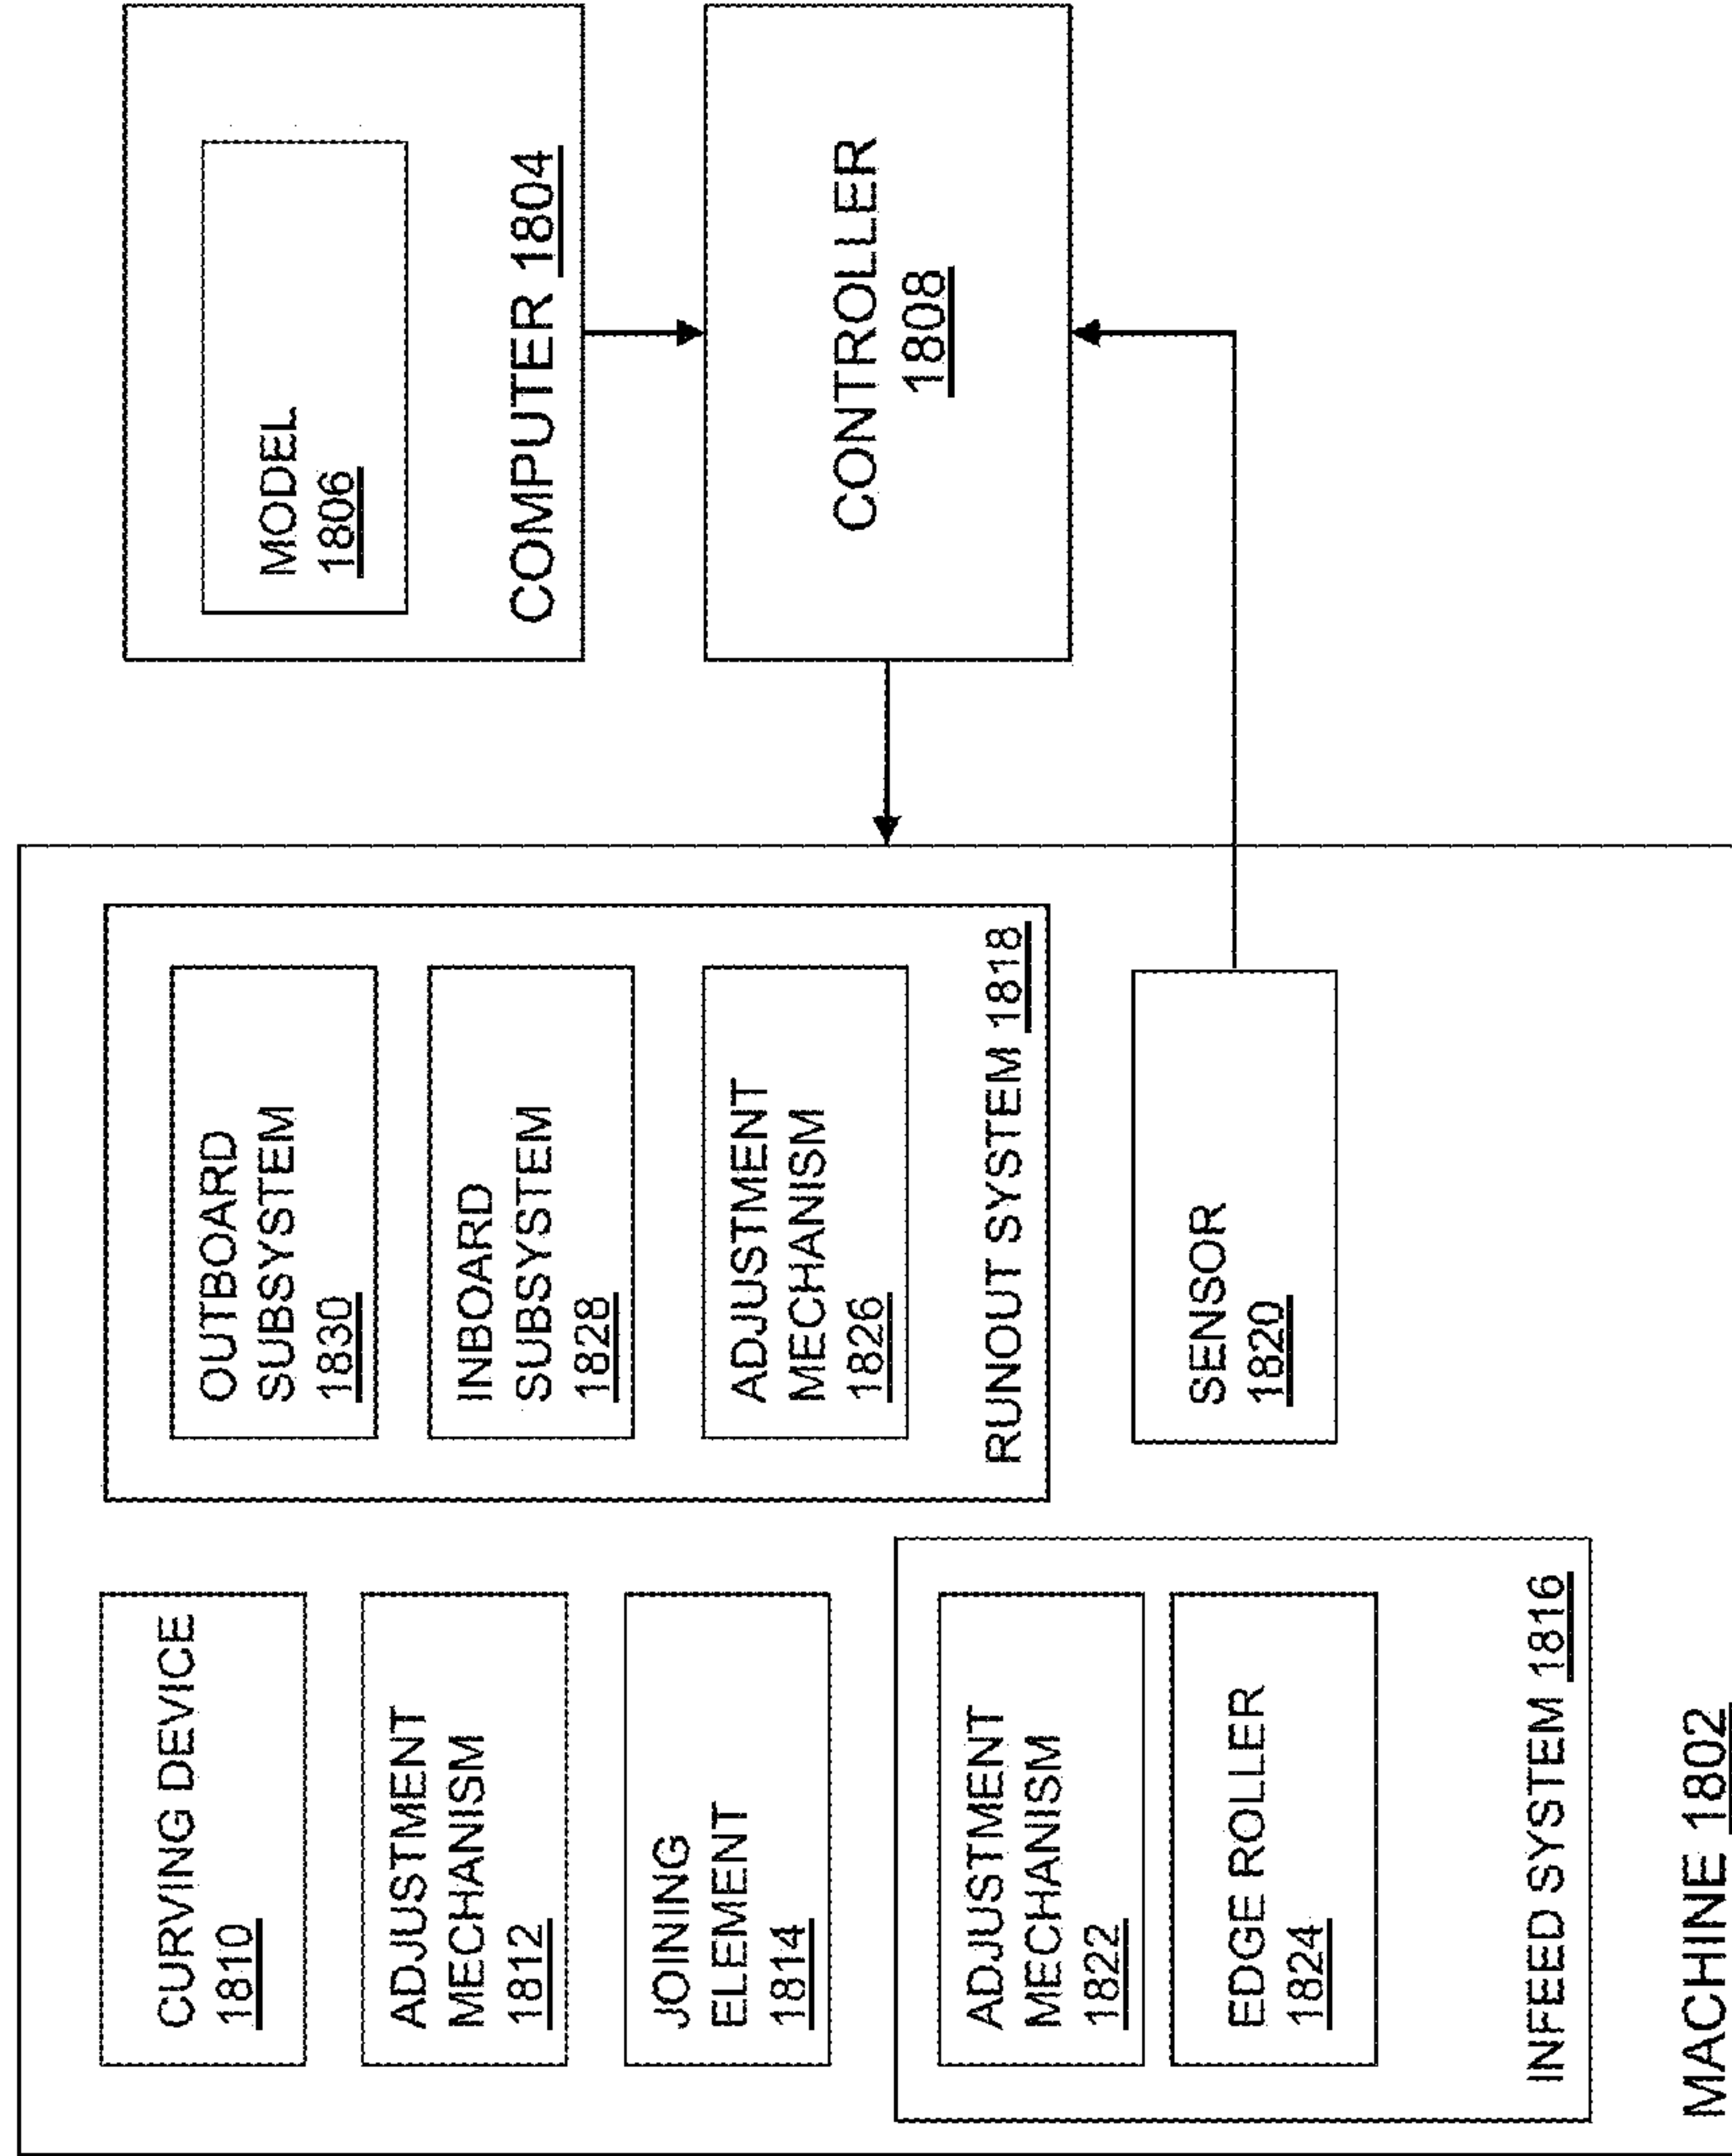 CURVING DEVICE
1810
ADJUSTMENT
MECHANISM
1812
JOINING
ELEMENT
1814
ADJUSTMENT
MECHANISM
1822
EDGE ROLLER
1824
INFEED SYSTEM 1816
MACHINE 1802
OUTBOARD
SUBSYSTEM
1830
INBOARD
SUBSYSTEM
1828
ADJUSTMENT
MECHANISM
1826
RUNOUT SYSTEM 1818
SENSOR
1820
MODEL
1806
COMPUTER 1804
CONTROLLER
1808